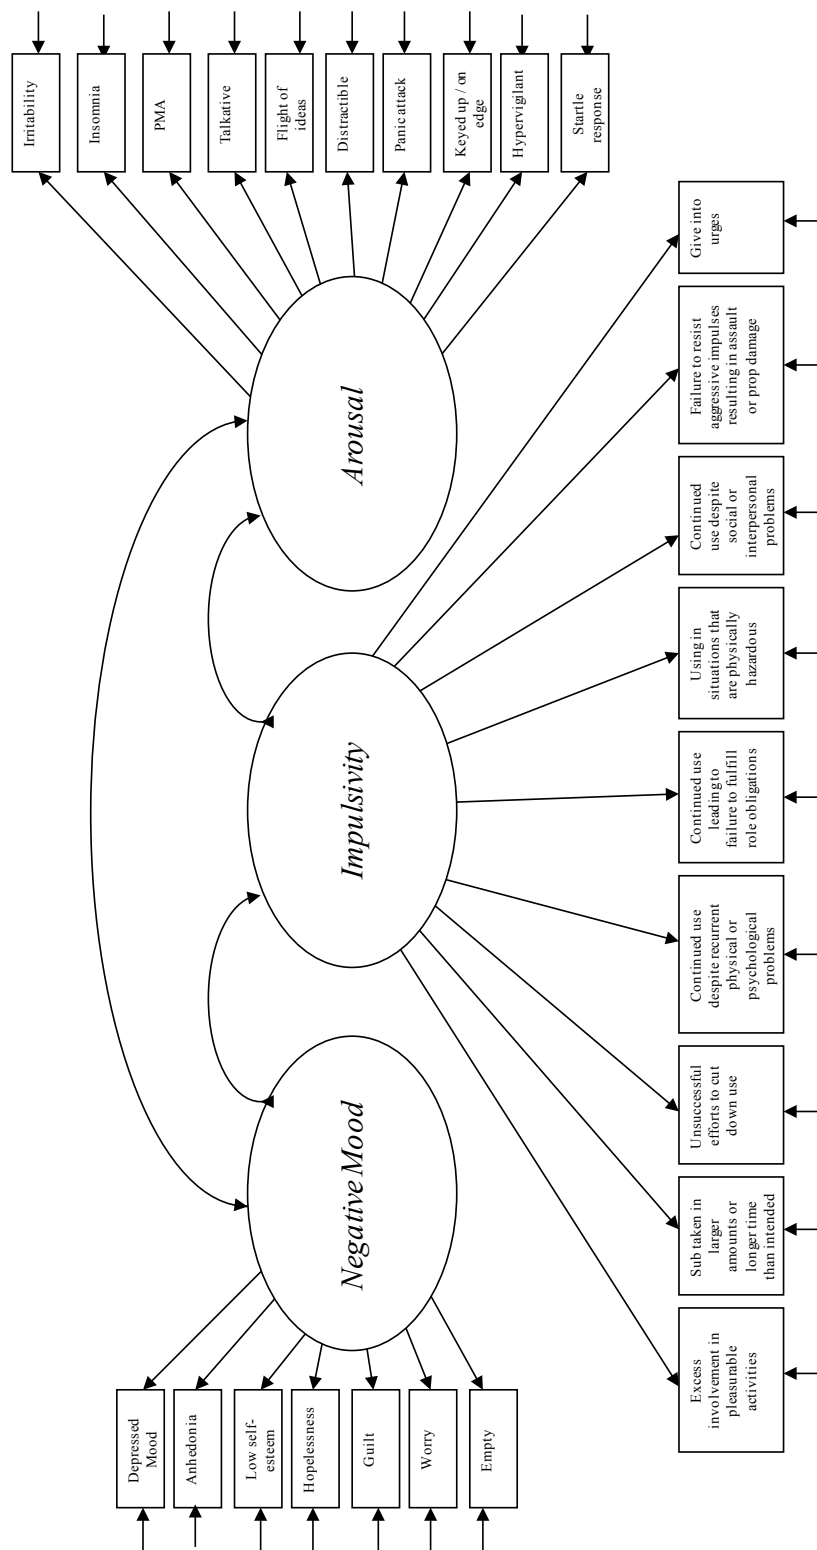 Irritability
Insomnia
PMA
Talkative
Flight of
ideas
Distractible
Panic attack
Keyed up / on
edge
Hypervigilant
Startle
response
Arousal
Impulsivity
Negative Mood
Give into
urges
Failure to resist
aggressive impulses
resulting in assault
or prop damage
Continued
use despite
social or
interpersonal
problems
Using in
situations that
are physically
hazardous
Continued use
leading to
failure to fulfill
role obligations
Continued use
despite recurrent
physical or
psychological
problems
Unsuccessful
efforts to cut
down use
Sub taken in
larger
amounts or
longer time
than intended
Excess
involvement in
pleasurable
activities
Depressed
Mood
Anhedonia
Low self-
esteem
Hopelessness
Guilt
Worry
Empty